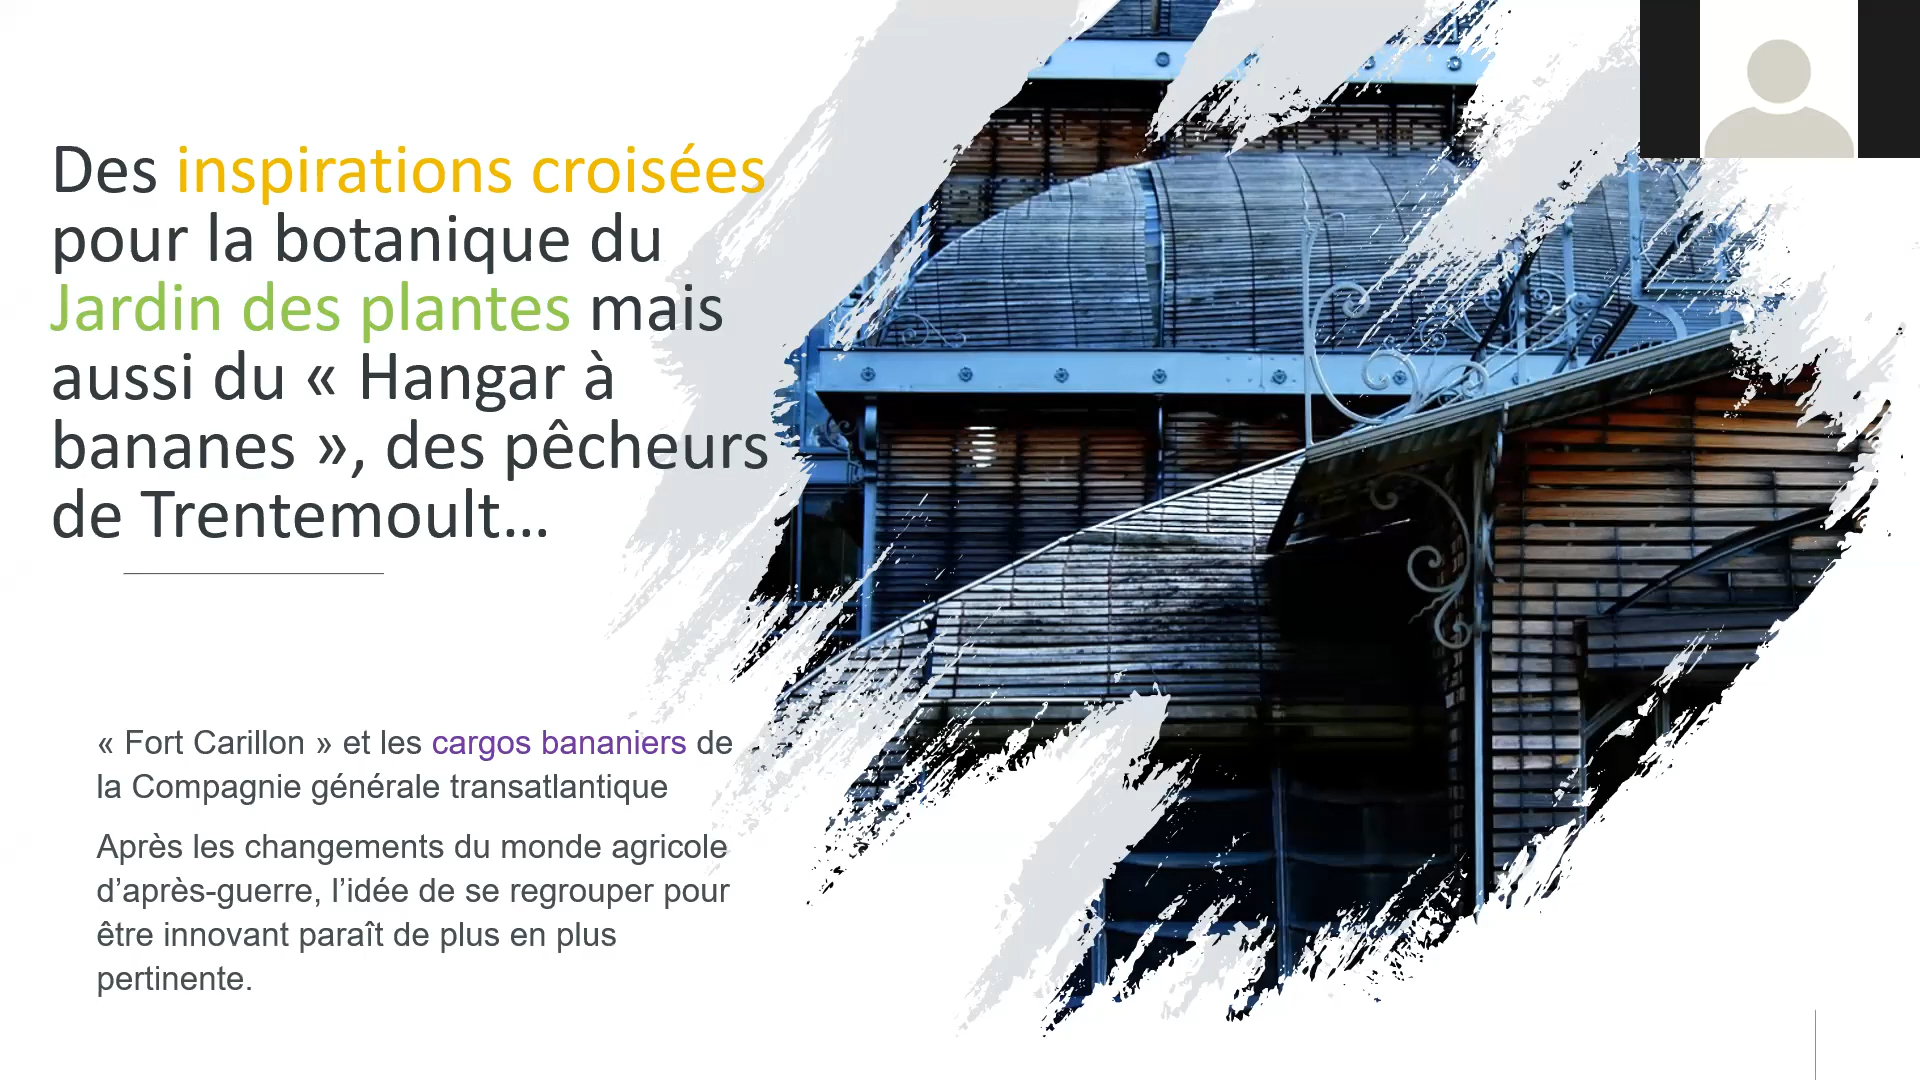 Des inspirations croisées
pour la botanique du
Jardin des plantes mais
aussi du « Hangar à
bananes », des pêcheurs
de Trentemoult…
« Fort Carillon » et les cargos bananiers de
la Compagnie générale transatlantique
Après les changements du monde agricole
d’après-guerre, l’idée de se regrouper pour
être innovant paraît de plus en plus
pertinente.